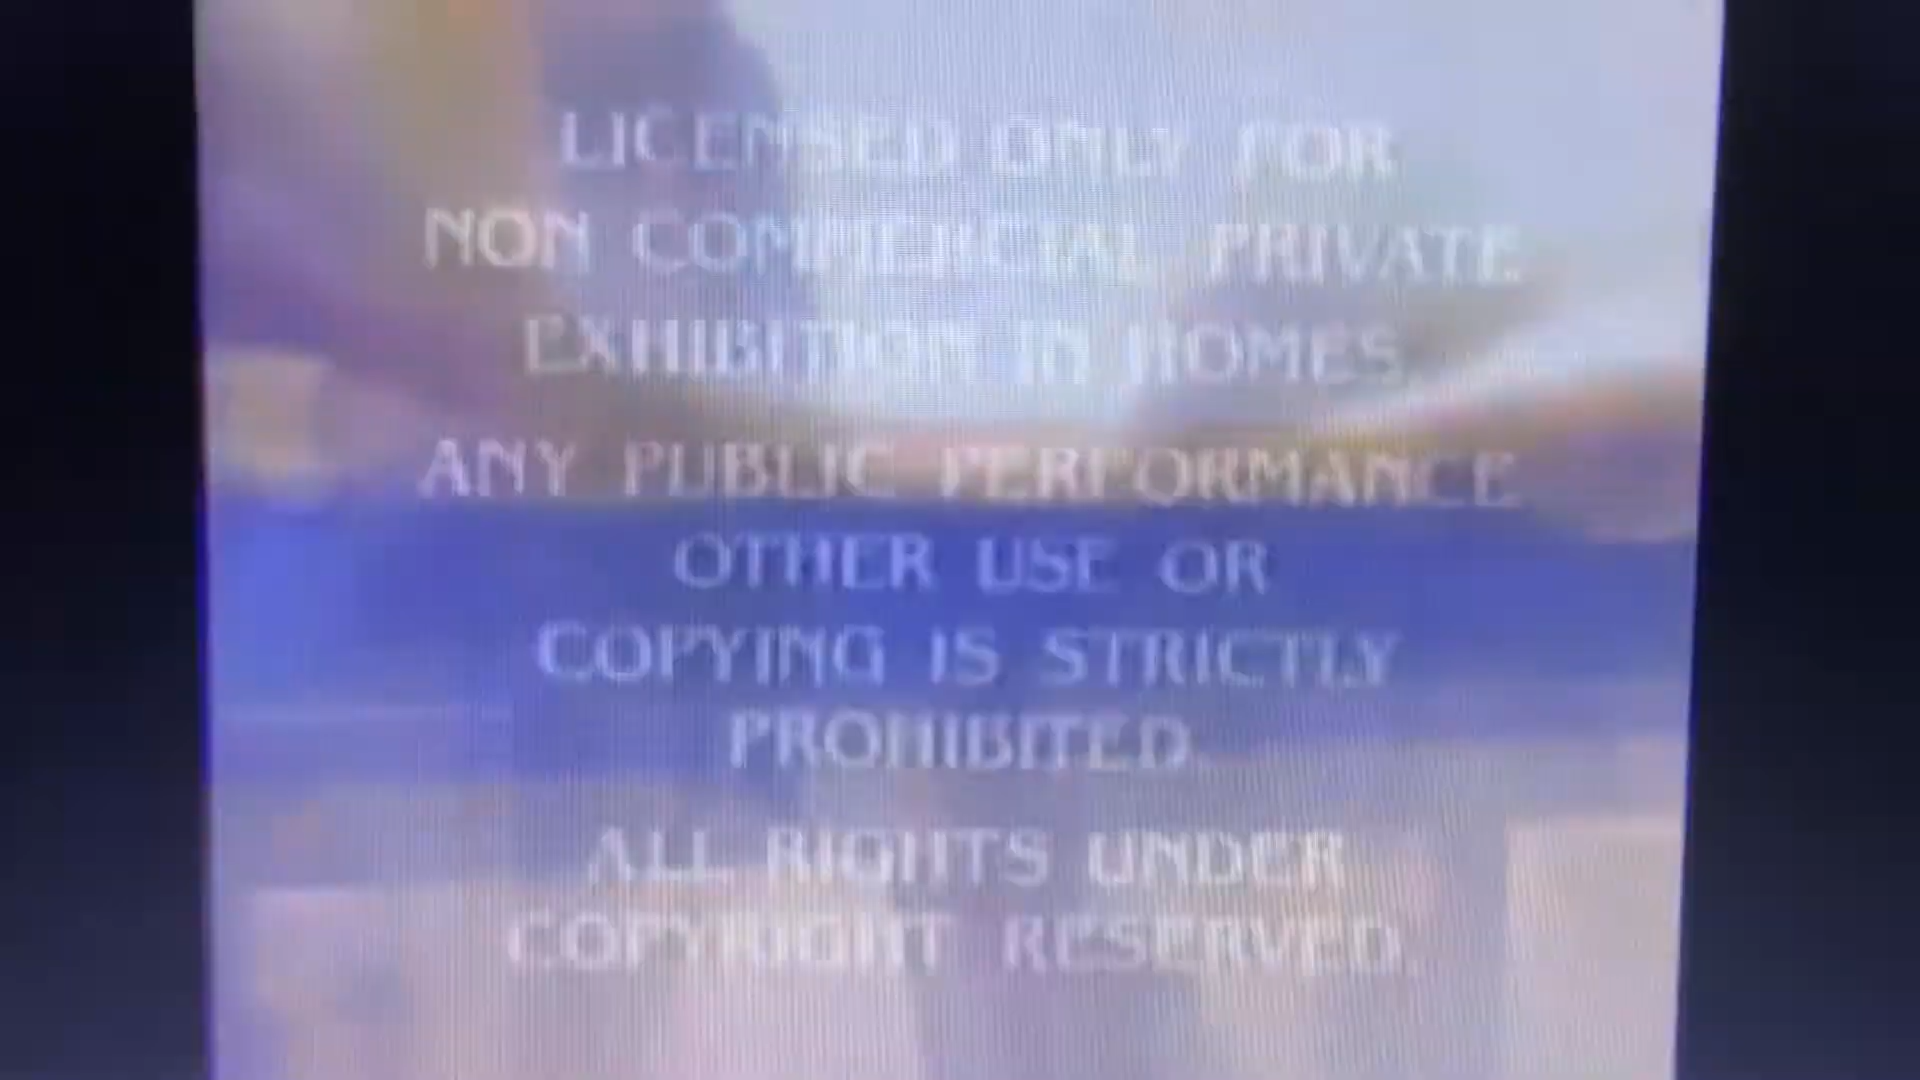 LICENSED ONLY FOR
NON COMMERCIAL PRIVATE
EXHIBITION IN HOMES
ANY PUBLIC PERFORMANCE
OTHER USE OR
COPYING IS STRICTLY
PROHIBITED.
ALL RIGHTS UNDER
COPYRIGHT RESERVED.